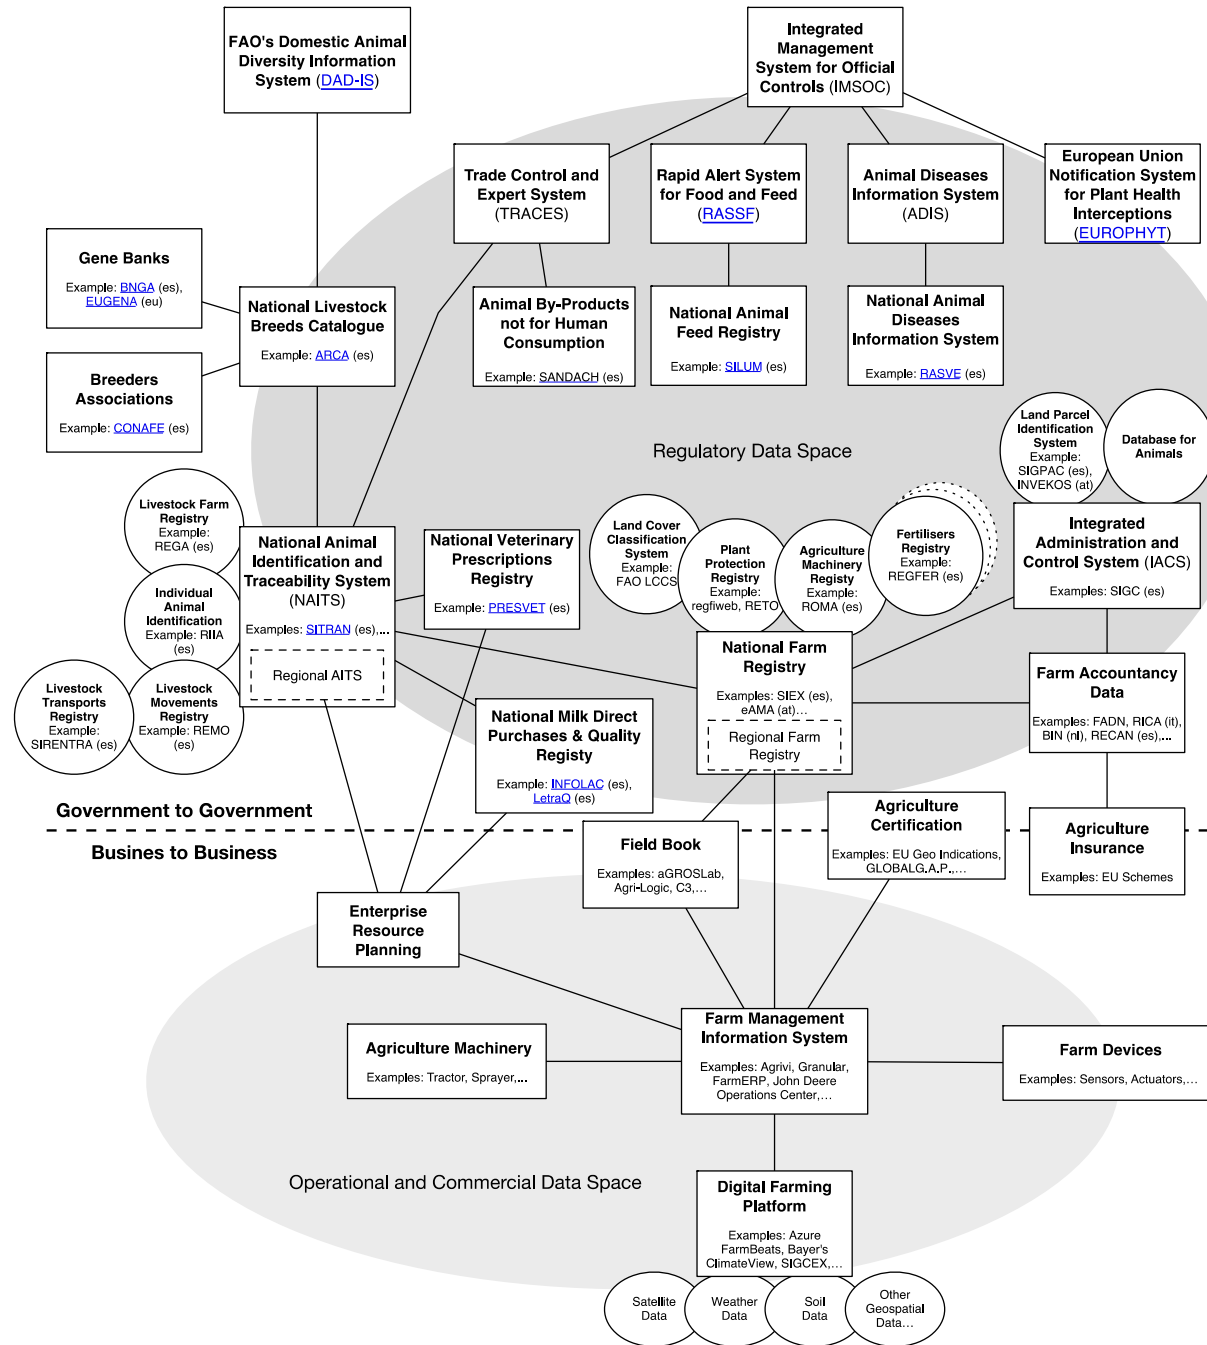 FAO's Domestic Animal
Diversity Information
System (DAD-IS)
Integrated
Management
System for Official
Controls (IMSOC)
Trade Control and
Expert System
(TRACES)
Rapid Alert System
for Food and Feed
(RASSF)
Animal Diseases
Information System
(ADIS)
European Union
Notification System
for Plant Health
Interceptions
(EUROPHYT)
Gene Banks
Example: BNGA (es),
EUGENA (eu)
National Livestock
Breeds Catalogue
Example: ARCA (es)
Breeders
Associations
Example: CONAFE (es)
Animal By-Products
not for Human
Consumption
Example: SANDACH (es)
National Animal
Feed Registry
Example: SILUM (es)
National Animal
Diseases
Information System
Example: RASVE (es)
Regulatory Data Space
Land Parcel
Identification
System
Example:
SIGPAC (es),
INVEKOS (at)
Database for
Animals
Livestock Farm
Registry
Example:
REGA (es)
Individual
Animal
Identification
Example: RIIA
(es)
Livestock
Transports
Registry
Example:
SIRENTRA (es)
Livestock
Movements
Registry
Example: REMO
(es)
National Animal
Identification and
Traceability System
(NAITS)
Examples: SITRAN (es),...
Regional AITS
National Veterinary
Prescriptions
Registry
Example: PRESVET (es)
National Milk Direct
Purchases & Quality
Registy
Example: INFOLAC (es),
LetraQ (es)
Land Cover
Classification
System
Example:
FAO LCCS
Plant
Protection
Registry
Example:
regfiweb, RETO
Agriculture
Machinery
Registy
Example:
ROMA (es)
Fertilisers
Registry
Example:
REGFER (es)
Integrated
Administration and
Control System (IACS)
Examples: SIGC (es)
National Farm
Registry
Examples: SIEX (es),
eAMA (at)...
Regional Farm
Registry
Farm Accountancy
Data
Examples: FADN, RICA (it),
BIN (nl), RECAN (es),...
Government to Government
Busines to Business
Field Book
Examples: aGROSLab,
Agri-Logic, C3,...
Agriculture
Certification
Examples: EU Geo Indications,
GLOBALG.A.P.,...
Agriculture
Insurance
Examples: EU Schemes
Enterprise
Resource
Planning
Agriculture Machinery
Examples: Tractor, Sprayer,...
Farm Management
Information System
Examples: Agrivi, Granular,
FarmERP, John Deere
Operations Center,...
Farm Devices
Examples: Sensors, Actuators,...
Operational and Commercial Data Space
Digital Farming
Platform
Examples: Azure
FarmBeats, Bayer's
ClimateView, SIGCEX,...
Satellite
Data
Weather
Data
Soil
Data
Other
Geospatial
Data...